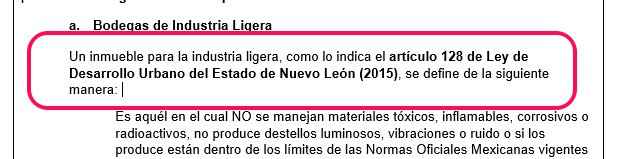 a. Bodegas de Industria Ligera
Un inmueble para la industria ligera, como lo indica el artículo 128 de Ley de
Desarrollo Urbano del Estado de Nuevo León (2015), se define de la siguiente
manera:
Es aquél en el cual NO se manejan materiales tóxicos, inflamables, corrosivos o
radioactivos, no produce destellos luminosos, vibraciones o ruido o si los
produce están dentro de los límites de las Normas Oficiales Mexicanas vigentes